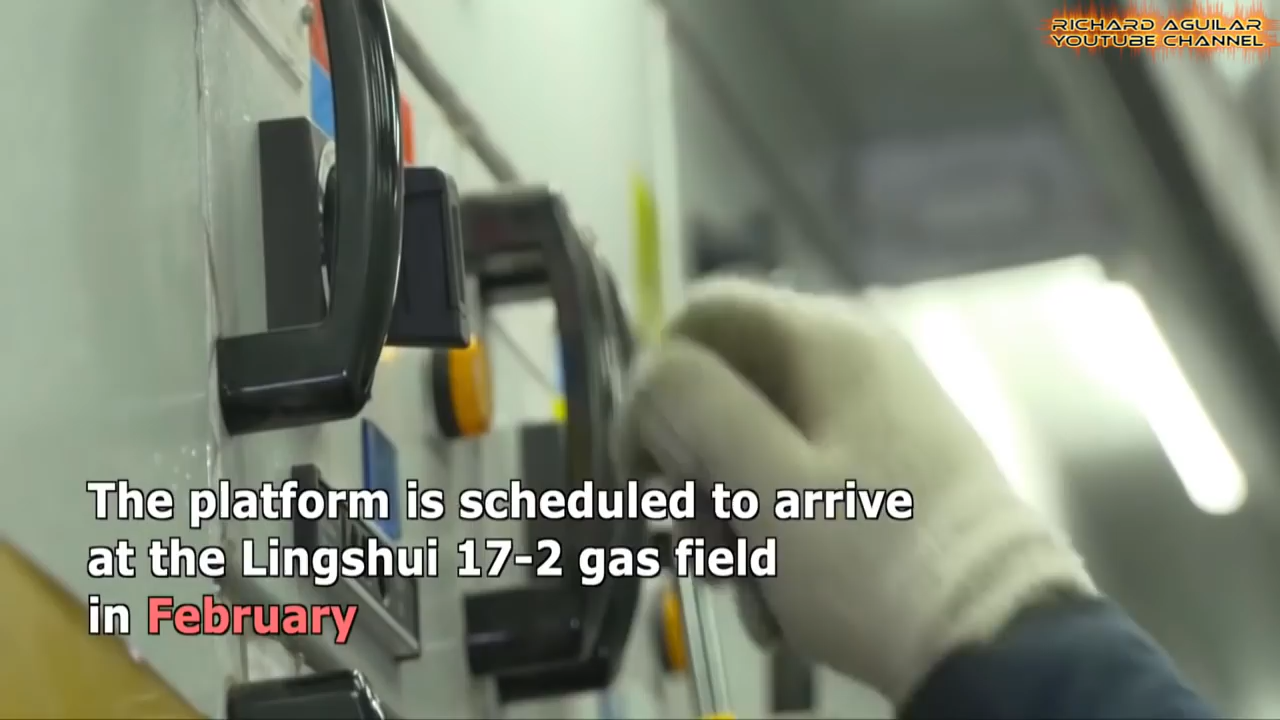 RICHARD AGUILAR
YOUTUBE CHANNEL
The platform is scheduled to arrive
at the Lingshui 17-2 gas field
in February